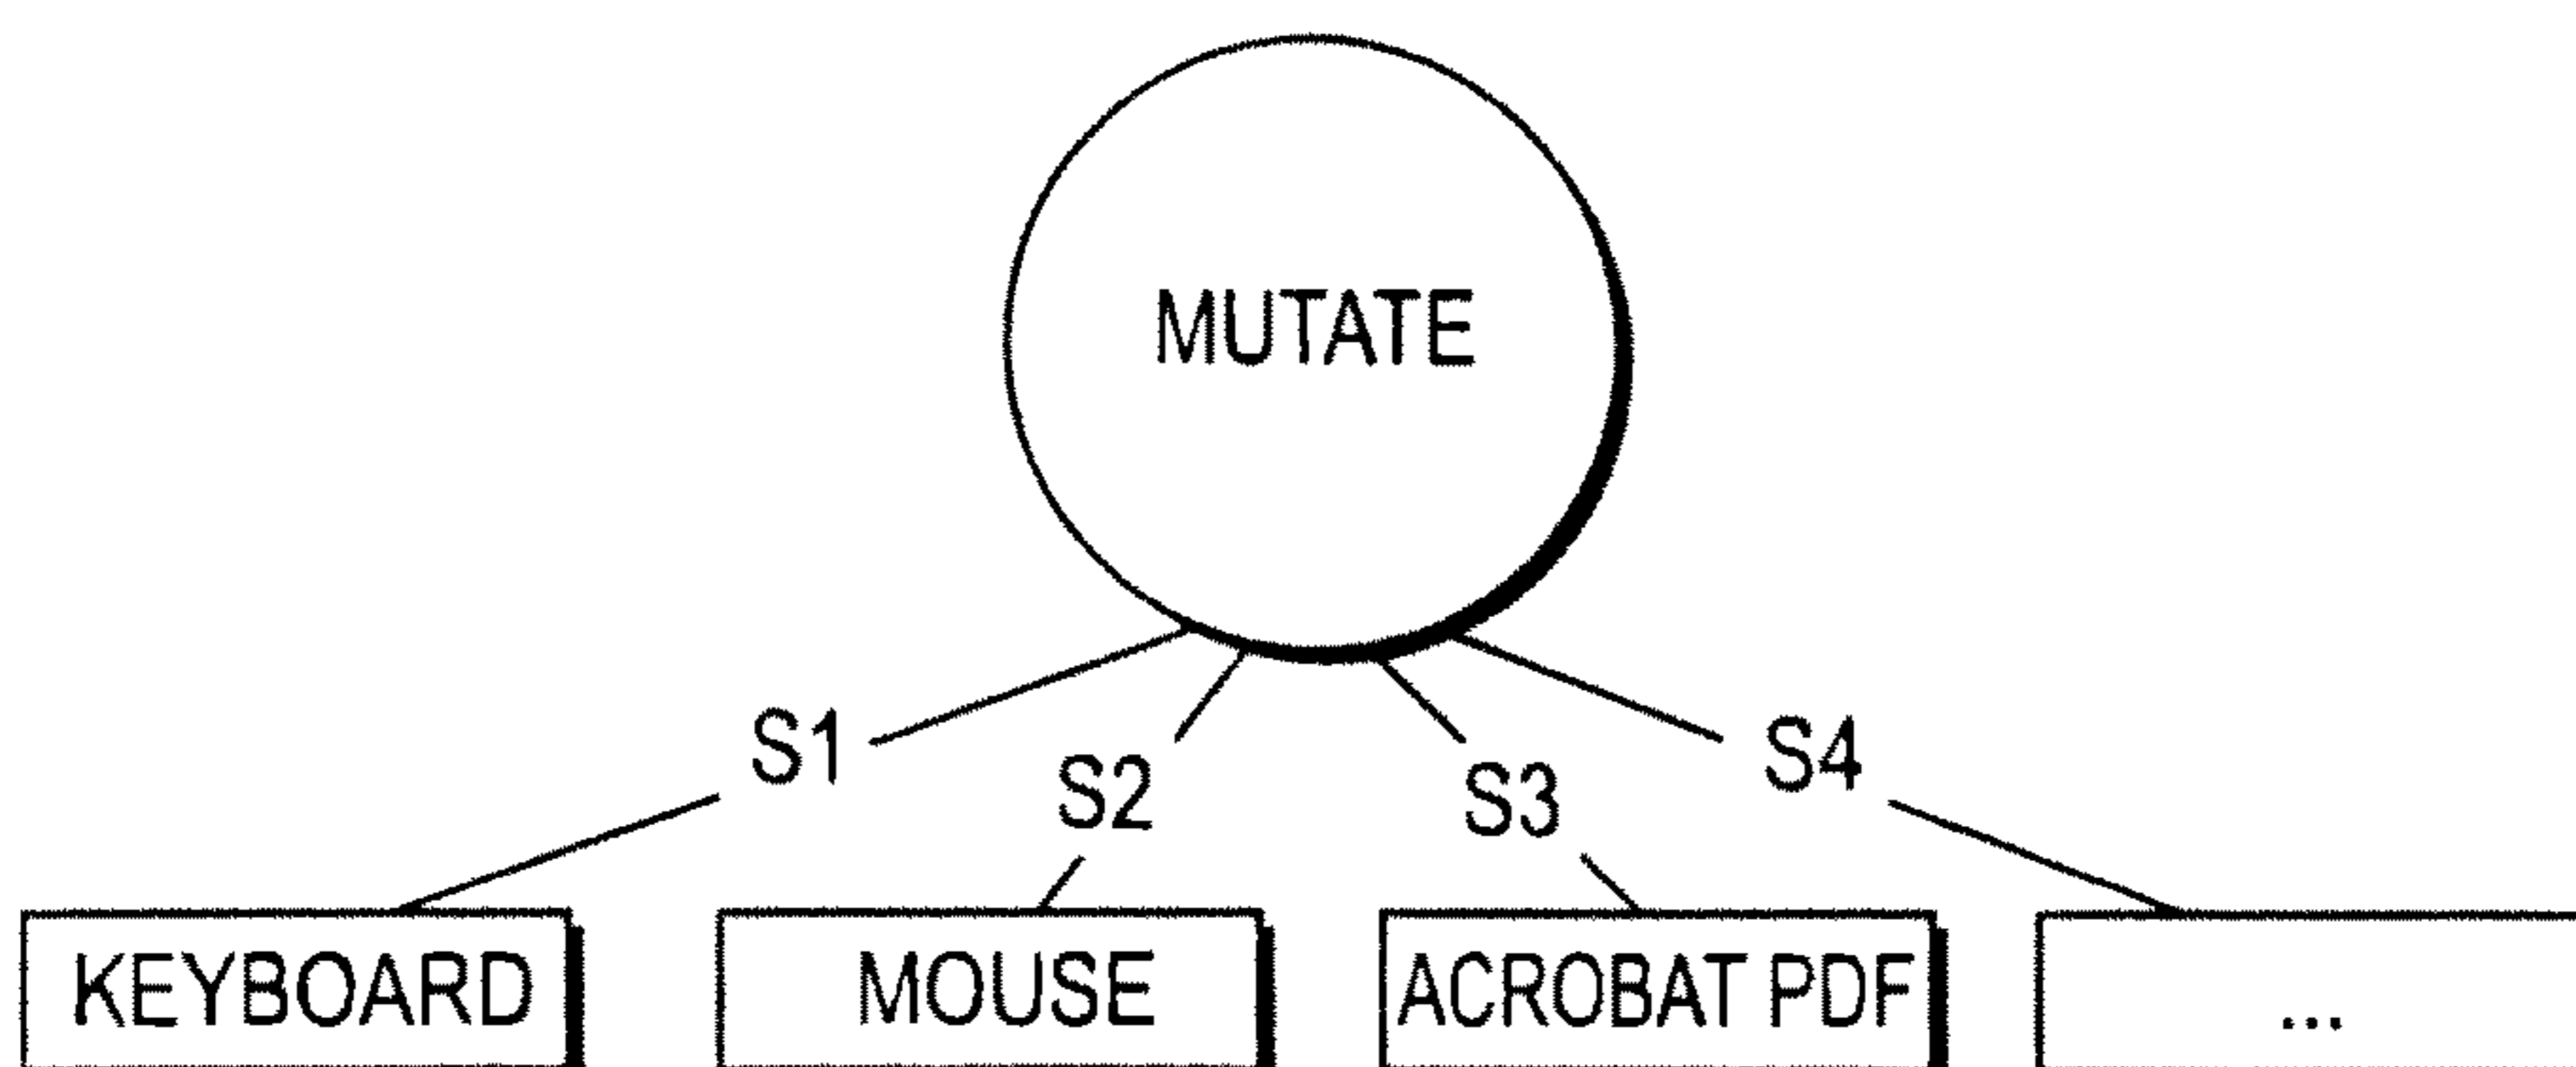 MUTATE
S1
S2
S3
S4
KEYBOARD
MOUSE
ACROBAT PDF
...